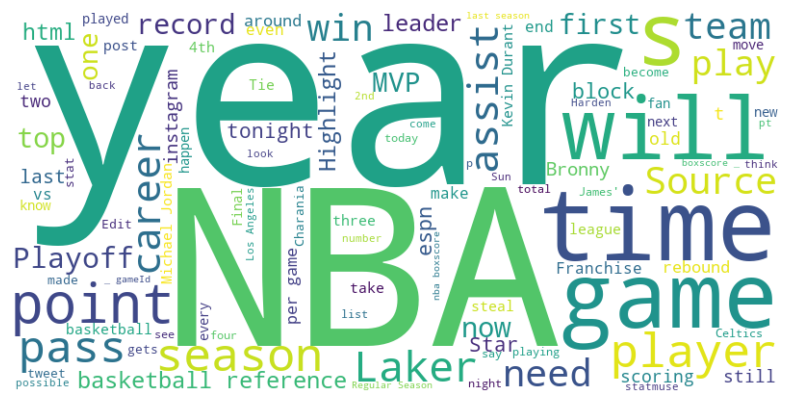 year
NBA
will
time
game
s
point
player
pass
season
Laker
career
assist
need
play
team
Source
win
record
leader
first
top
one
html
Playoff
MVP
block
Highlight
tonight
now
Star
espn
last
basketball reference
scoring
still
rebound
Franchise
Bronny
old
t
Kevin Durant
instagram
Michael Jordan
vs
two
know
stat
happen
played
post
around
even
4th
let
back
Tie
2nd
look
come
today
last season
end
move
become
Harden
fan
next
new
pt
boxscore _
think
James'
p
Sun
total
league
make
three
number
take
list
per game
Charania
Los Angeles
Final
Edit
made
_ gameId
basketball
see
every
four
gets
tweet
possible
Regular Season
night
say
playing
steal
nba boxscore
Celtics
statmuse